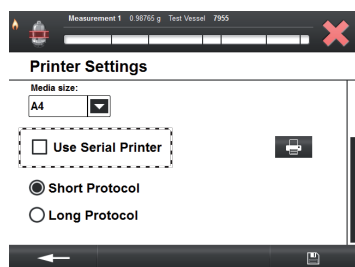 Measurement 1 0.98765 g Test Vessel 7955
Printer Settings
Media size:
A4
Use Serial Printer
Short Protocol
Long Protocol